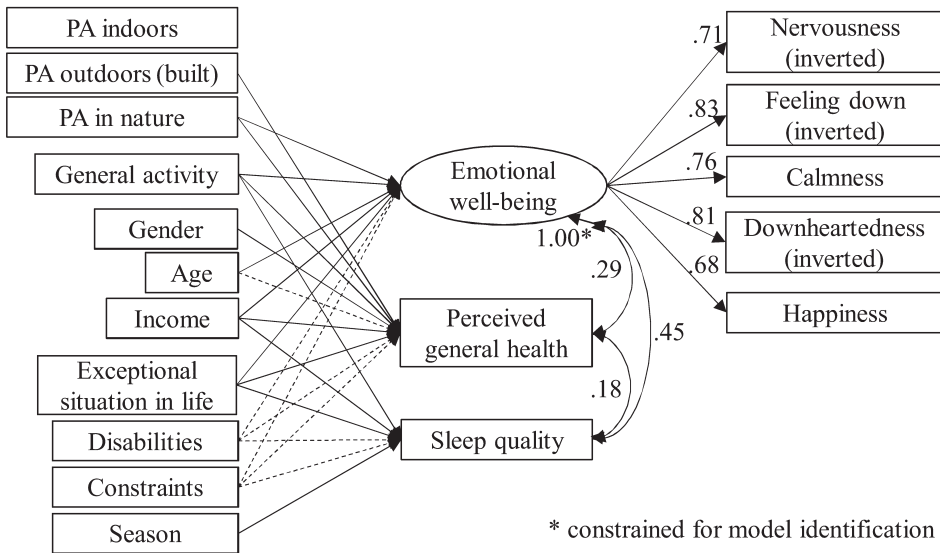 PA indoors
PA outdoors (built)
PA in nature
General activity
Gender
Age
Income
Exceptional
situation in life
Disabilities
Constraints
Season
Emotional
well-being
1.00*
Perceived
general health
Sleep quality
.29
.45
.18
.71
.83
.76
.81
.68
Nervousness
(inverted)
Feeling down
(inverted)
Calmness
Downheartedness
(inverted)
Happiness
* constrained for model identification